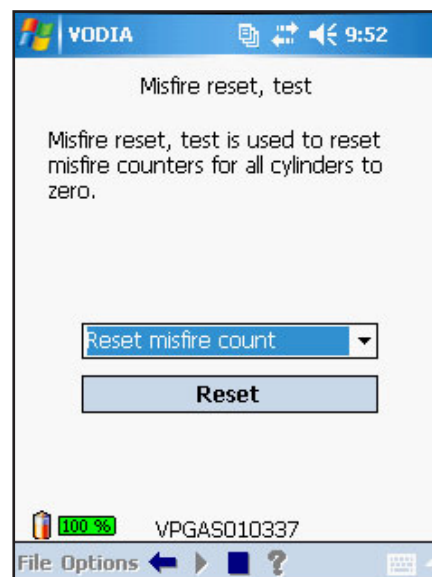 VODIA 9:52
Misfire reset, test
Misfire reset, test is used to reset
misfire counters for all cylinders to
zero.
Reset misfire count
Reset
100 % VPGAS010337
File Options ?